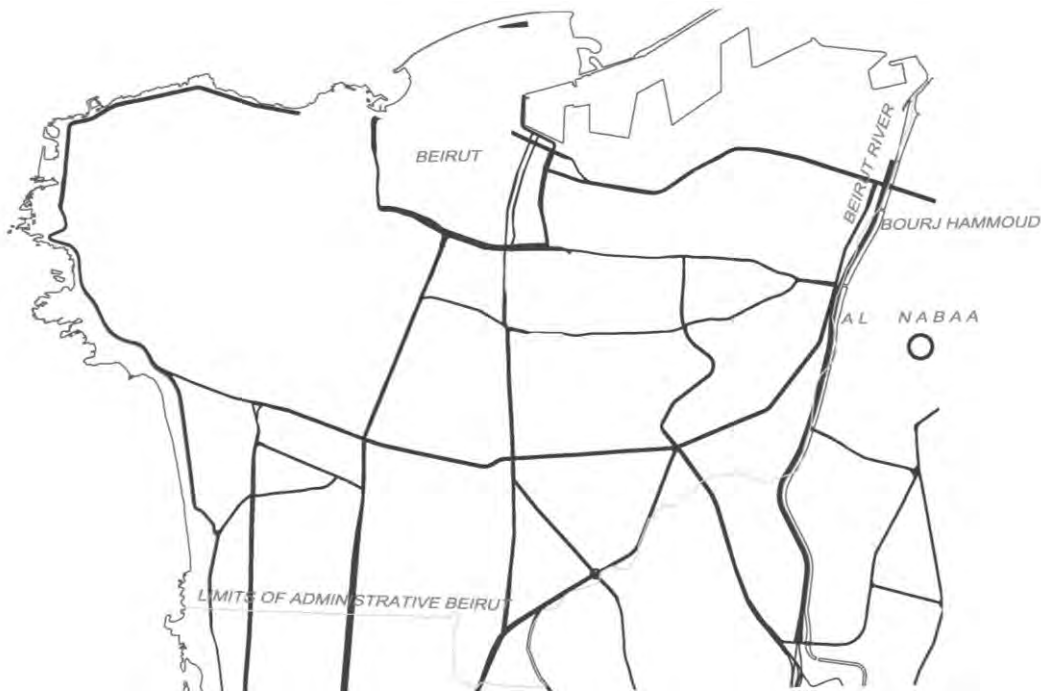 BEIRUT
BEIRUT RIVER
BOURJ HAMMOUD
AL NABAA
LIMITS OF ADMINISTRATIVE BEIRUT